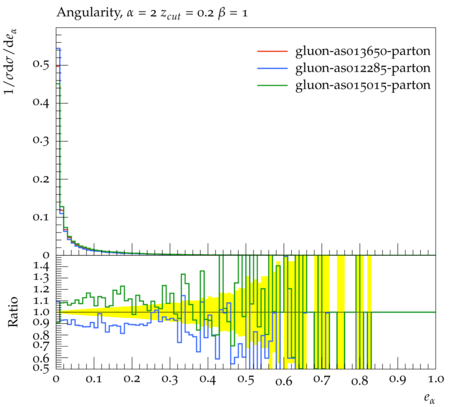 Angularity, α = 2 z_cut = 0.2 β = 1
1/σdσ/de_α
gluon-as013650-parton
gluon-as012285-parton
gluon-as015015-parton
0.5
0.4
0.3
0.2
0.1
0
Ratio
1.4
1.3
1.2
1.1
1.0
0.9
0.8
0.7
0.6
0.5
0 0.1 0.2 0.3 0.4 0.5 0.6 0.7 0.8 0.9 1.0
e_α